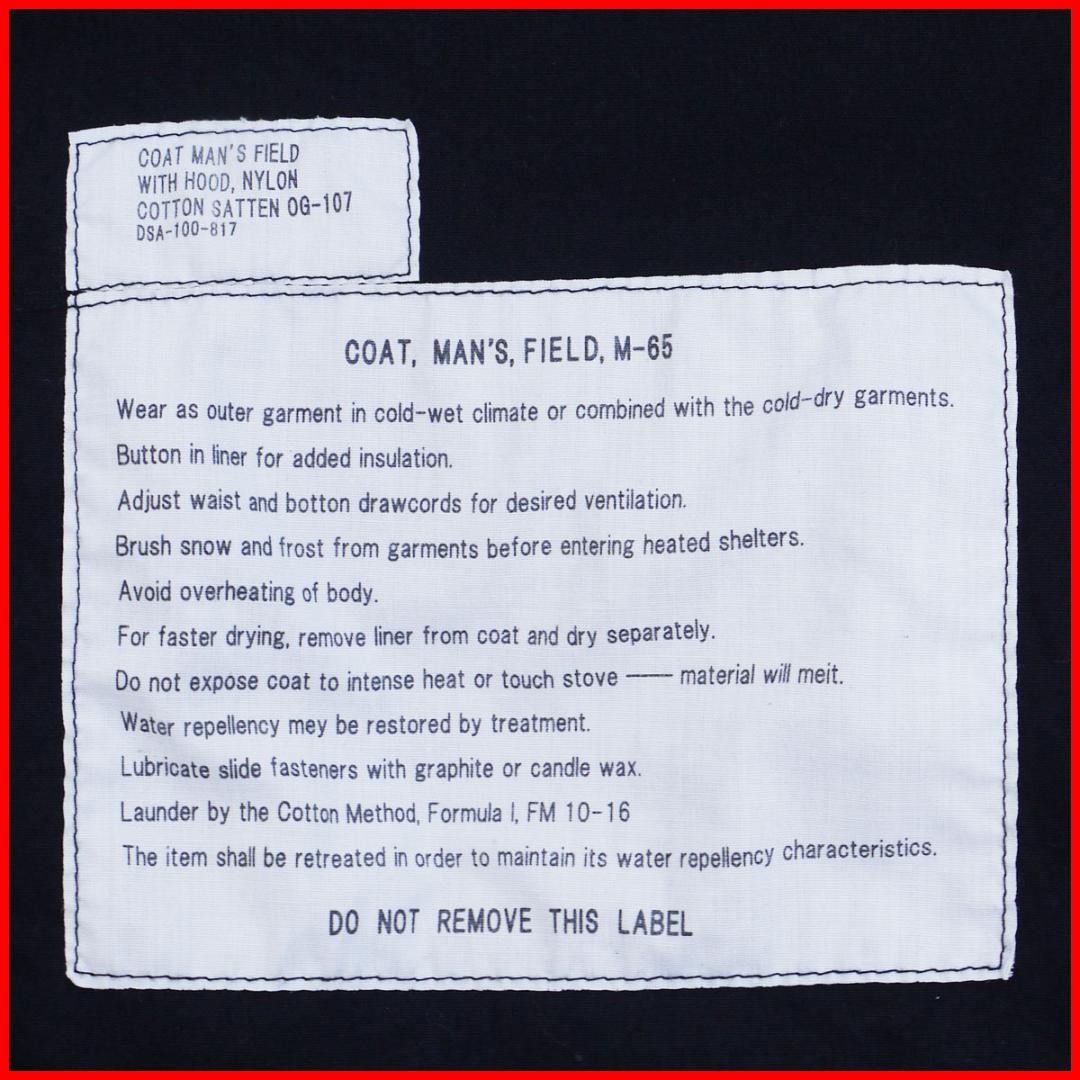 COAT MAN'S FIELD
WITH HOOD, NYLON
COTTON SATTEN OG-107
DSA-100-817
COAT, MAN'S, FIELD, M-65
Wear as outer garment in cold-wet climate or combined with the cold-dry garments.
Button in liner for added insulation.
Adjust waist and botton drawcords for desired ventilation.
Brush snow and frost from garments before entering heated shelters.
Avoid overheating of body.
For faster drying, remove liner from coat and dry separately.
Do not expose coat to intense heat or touch stove — material will meit.
Water repellency mey be restored by treatment.
Lubricate slide fasteners with graphite or candle wax.
Launder by the Cotton Method, Formula I, FM 10-16
The item shall be retreated in order to maintain its water repellency characteristics.
DO NOT REMOVE THIS LABEL